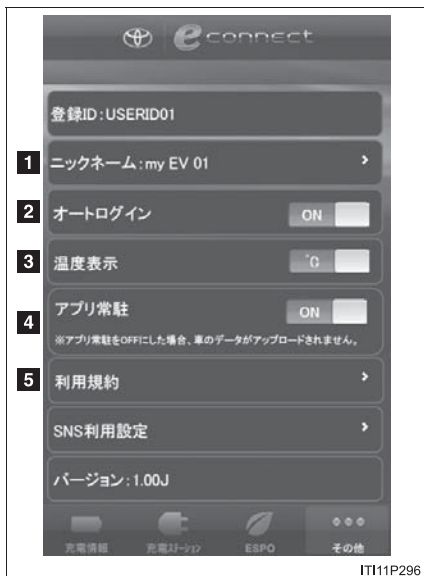 e connect
登録ID:USERID01
1 ニックネーム:my EV 01 >
2 オートログイン ON
3 温度表示 ℃
4 アプリ常駐 ON
※アプリ常駐をOFFにした場合、車のデータがアップロードされません。
5 利用規約 >
SNS利用設定 >
バージョン:1.00J
充電情報 充電ステーション ESPO その他
ITI11P296